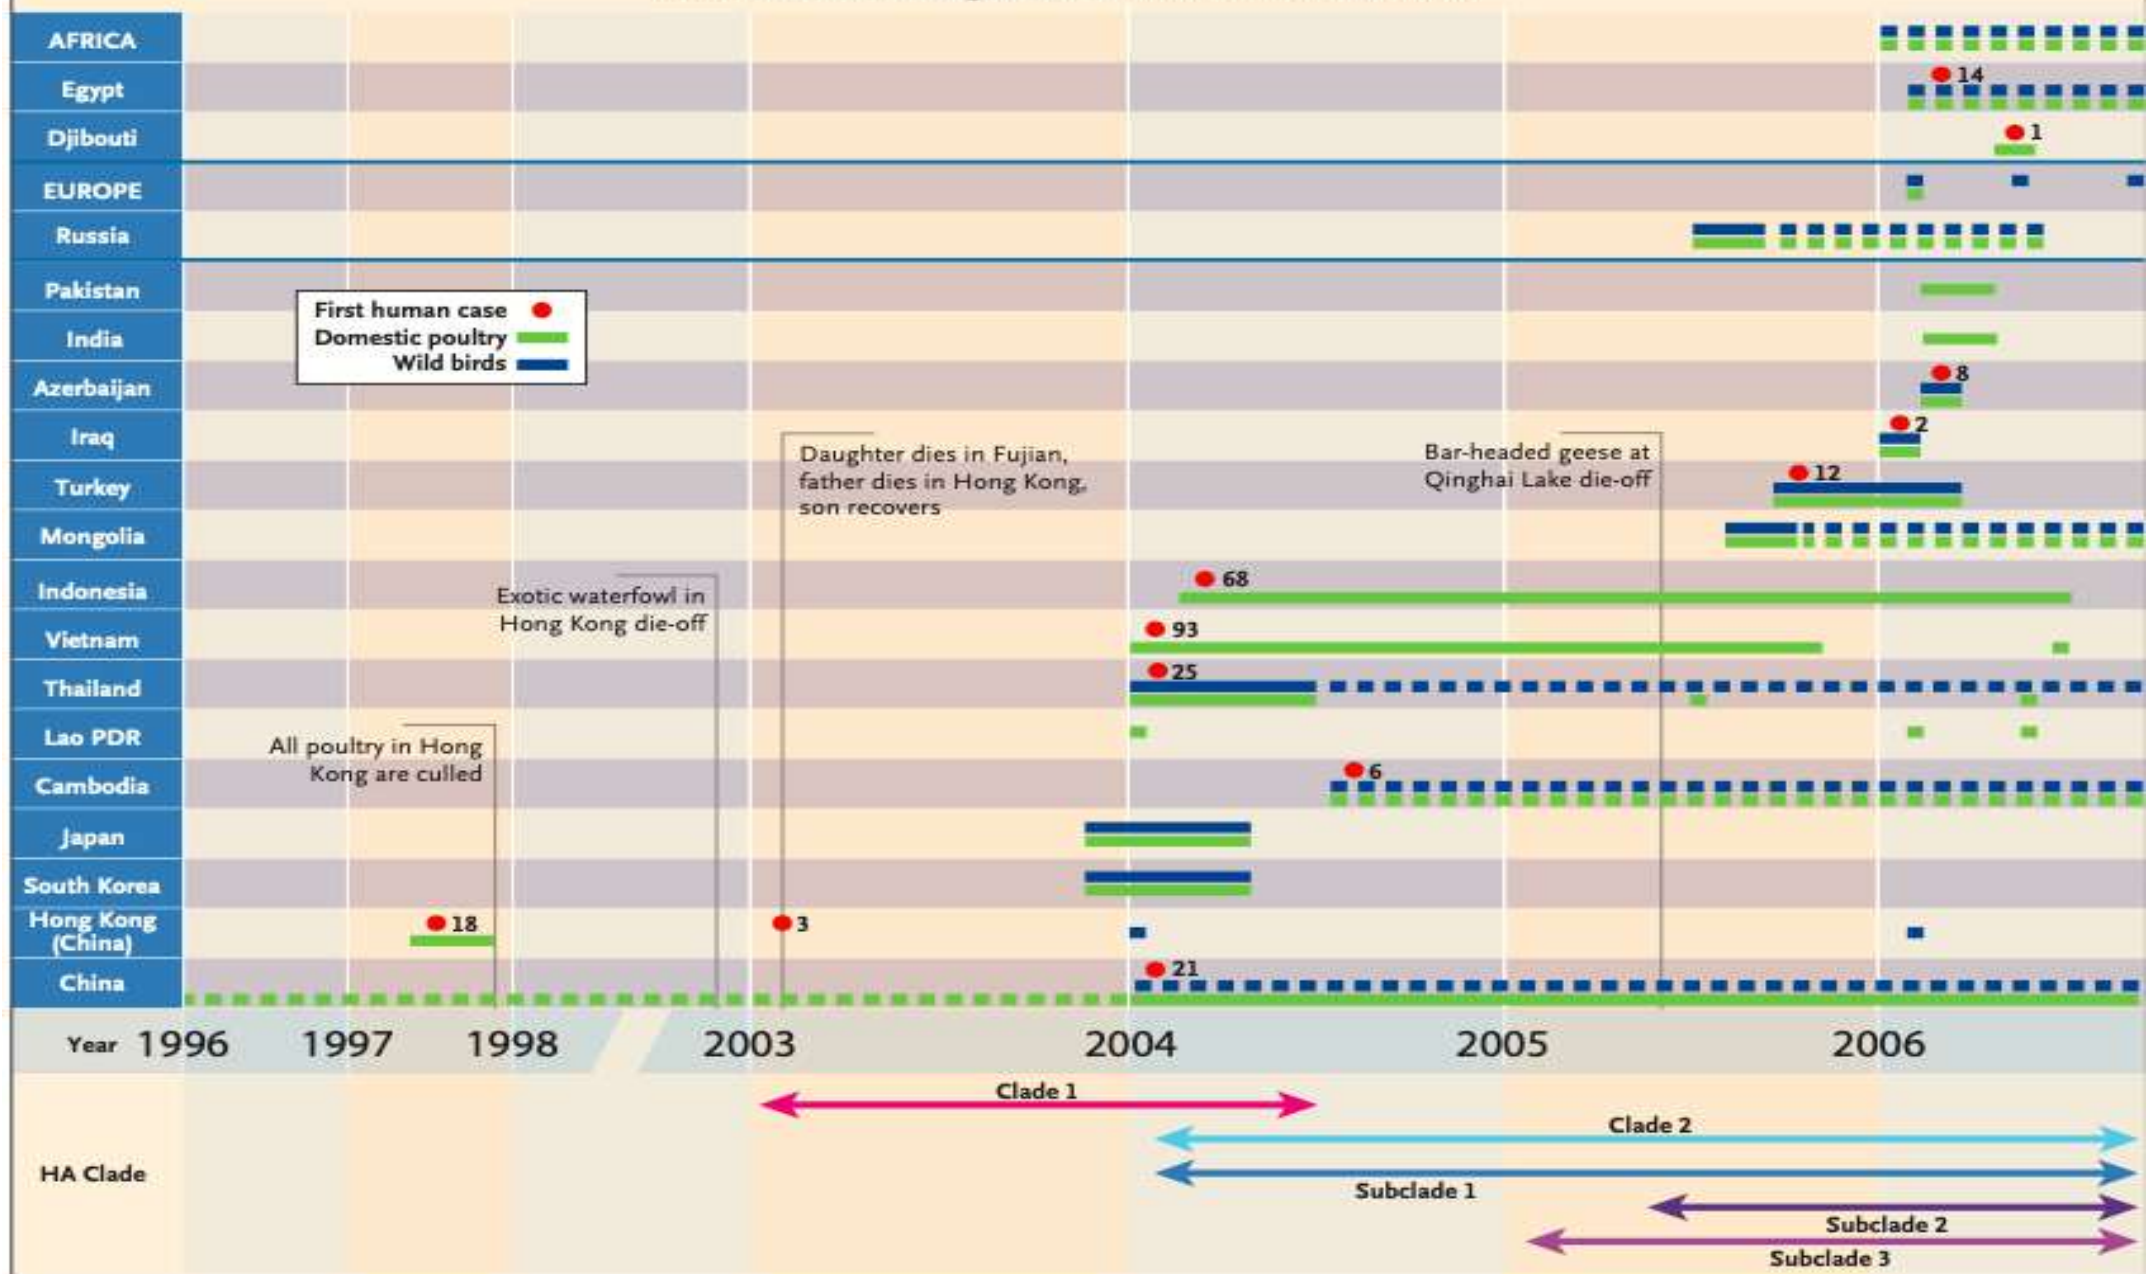 AFRICA
Egypt
14
Djibouti
1
EUROPE
Russia
Pakistan
India
First human case
Domestic poultry
Wild birds
Azerbaijan
8
Iraq
2
Turkey
12
Daughter dies in Fujian,
father dies in Hong Kong,
son recovers
Bar-headed geese at
Qinghai Lake die-off
Mongolia
Indonesia
68
Exotic waterfowl in
Hong Kong die-off
Vietnam
93
Thailand
25
Lao PDR
All poultry in Hong
Kong are culled
Cambodia
6
Japan
South Korea
Hong Kong
(China)
18
3
China
21
Year 1996 1997 1998 2003 2004 2005 2006
HA Clade
Clade 1
Clade 2
Subclade 1
Subclade 2
Subclade 3